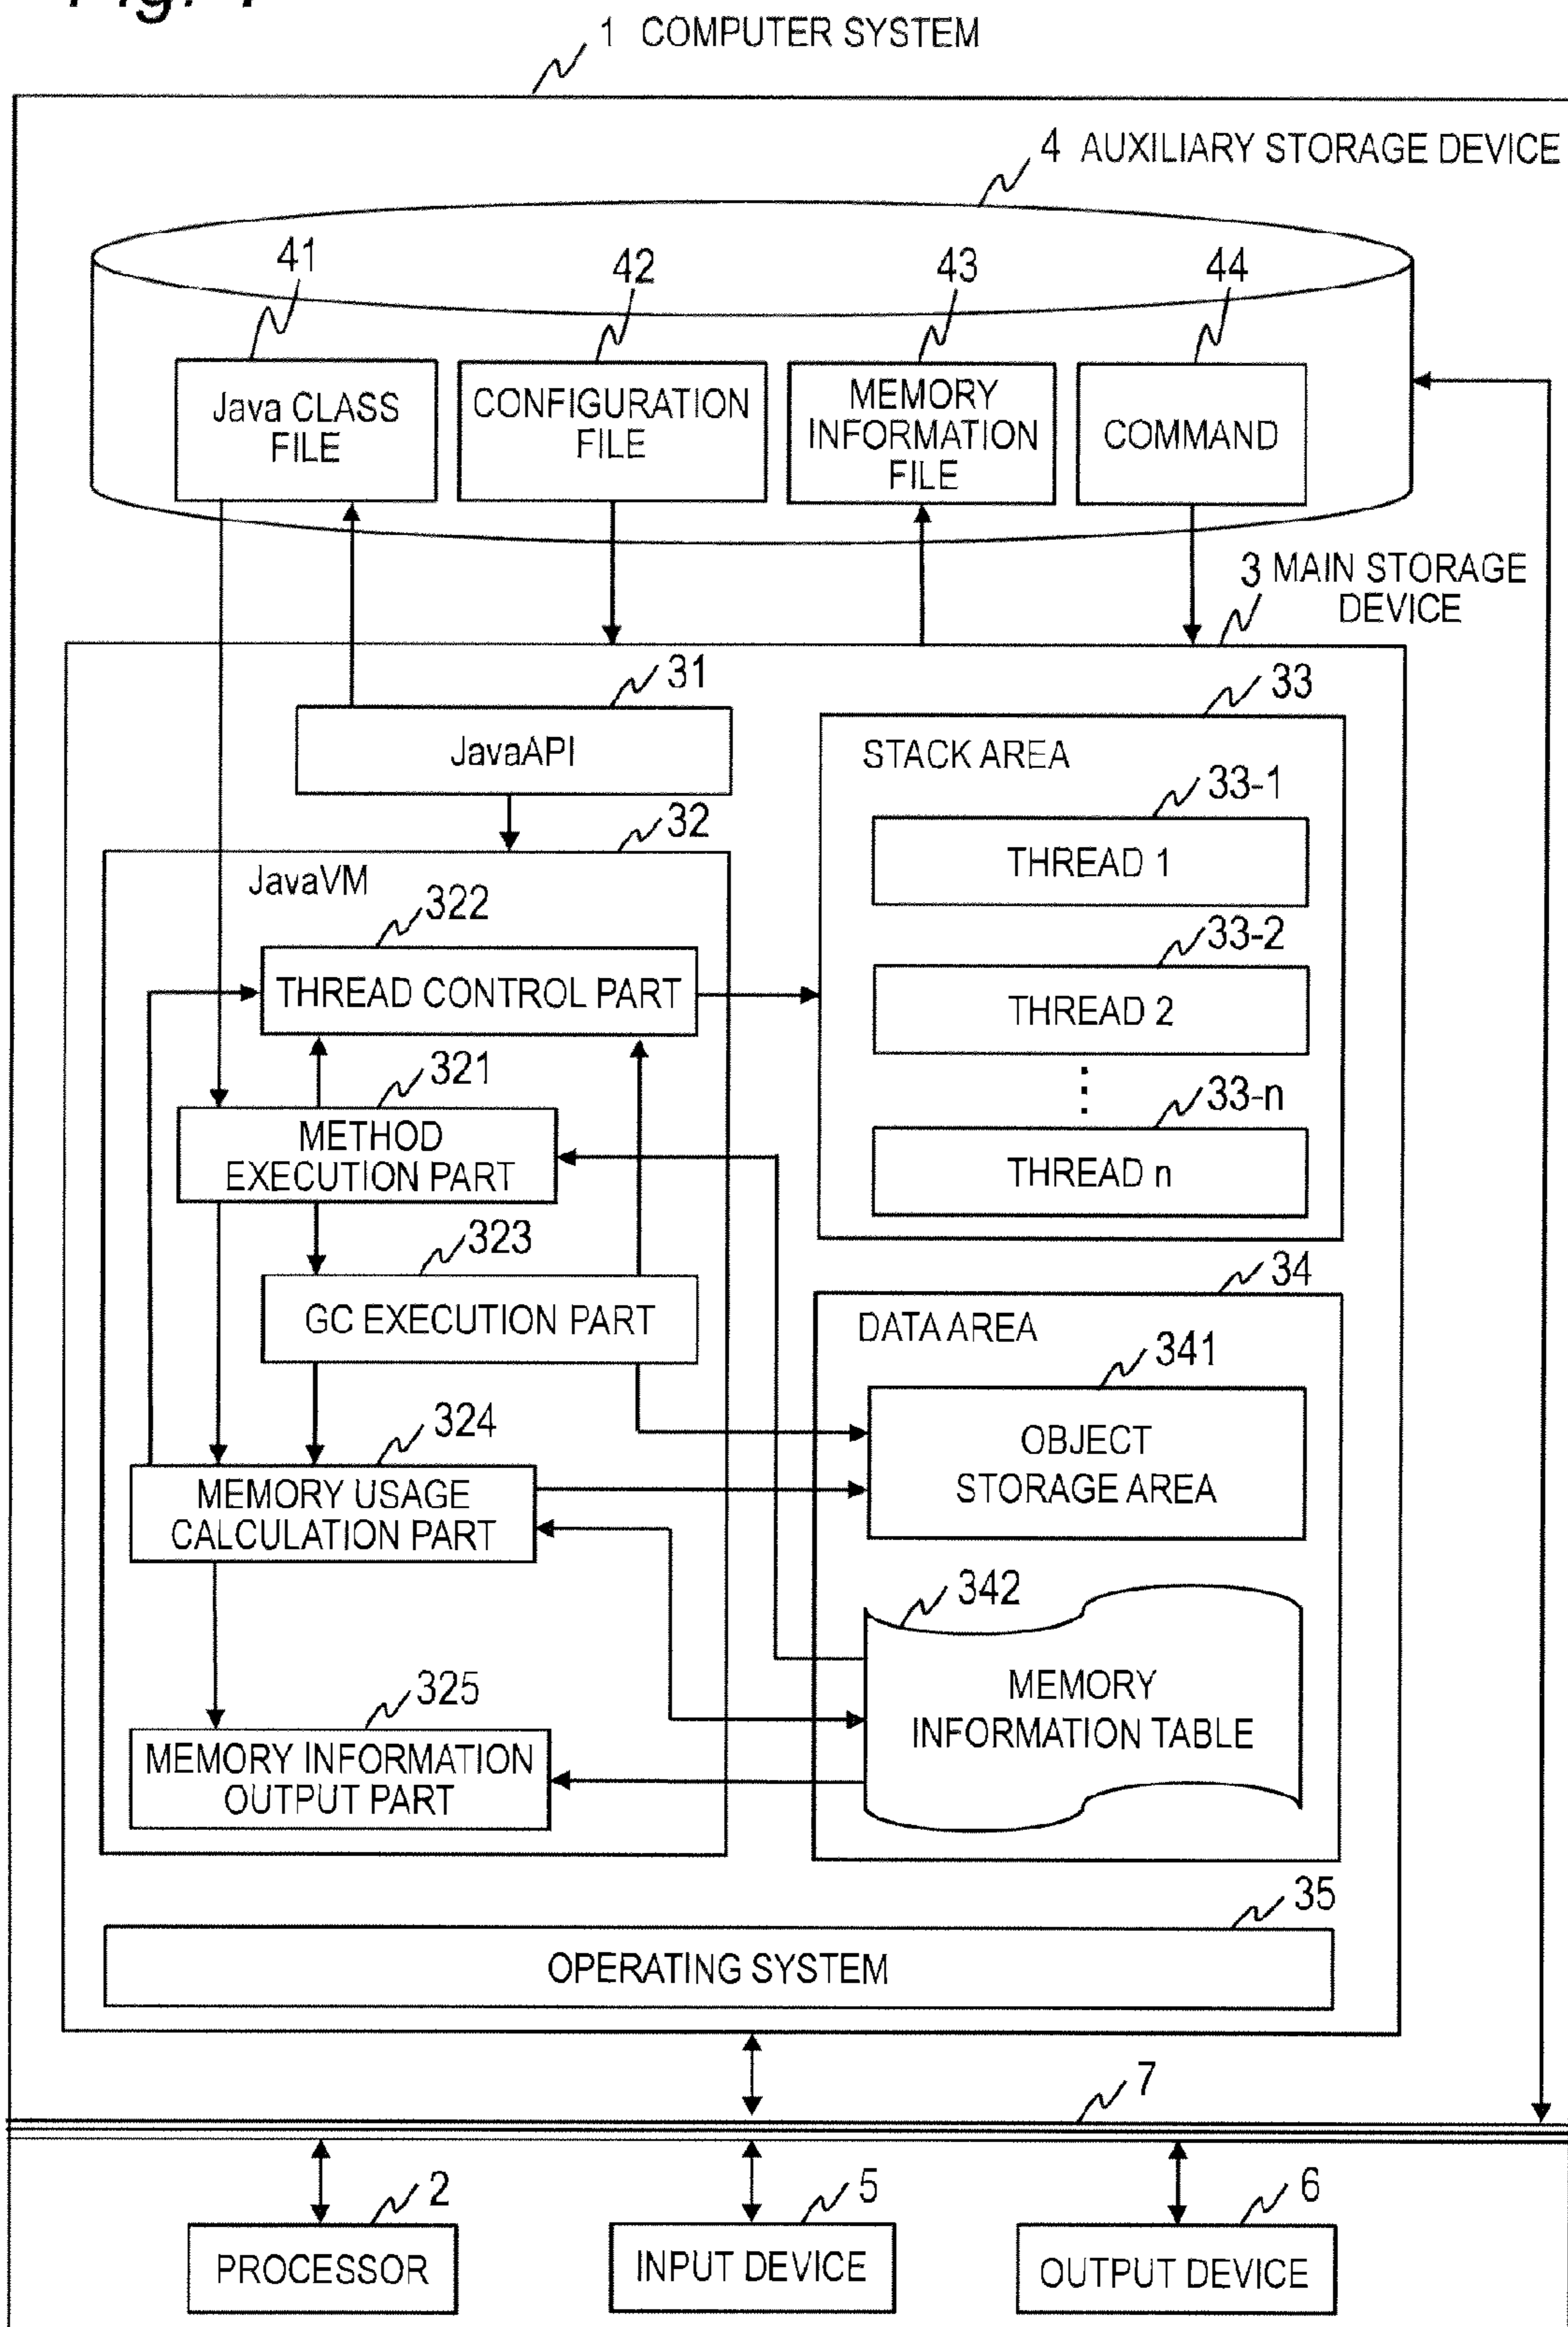 1 COMPUTER SYSTEM
4 AUXILIARY STORAGE DEVICE
41
42
43
44
Java CLASS
FILE
CONFIGURATION
FILE
MEMORY
INFORMATION
FILE
COMMAND
3 MAIN STORAGE
DEVICE
31
JavaAPI
33
STACK AREA
33-1
THREAD 1
33-2
THREAD 2
⋮
33-n
THREAD n
32
JavaVM
322
THREAD CONTROL PART
321
METHOD
EXECUTION PART
323
GC EXECUTION PART
324
MEMORY USAGE
CALCULATION PART
325
MEMORY INFORMATION
OUTPUT PART
34
DATA AREA
341
OBJECT
STORAGE AREA
342
MEMORY
INFORMATION TABLE
35
OPERATING SYSTEM
7
2
PROCESSOR
5
INPUT DEVICE
6
OUTPUT DEVICE